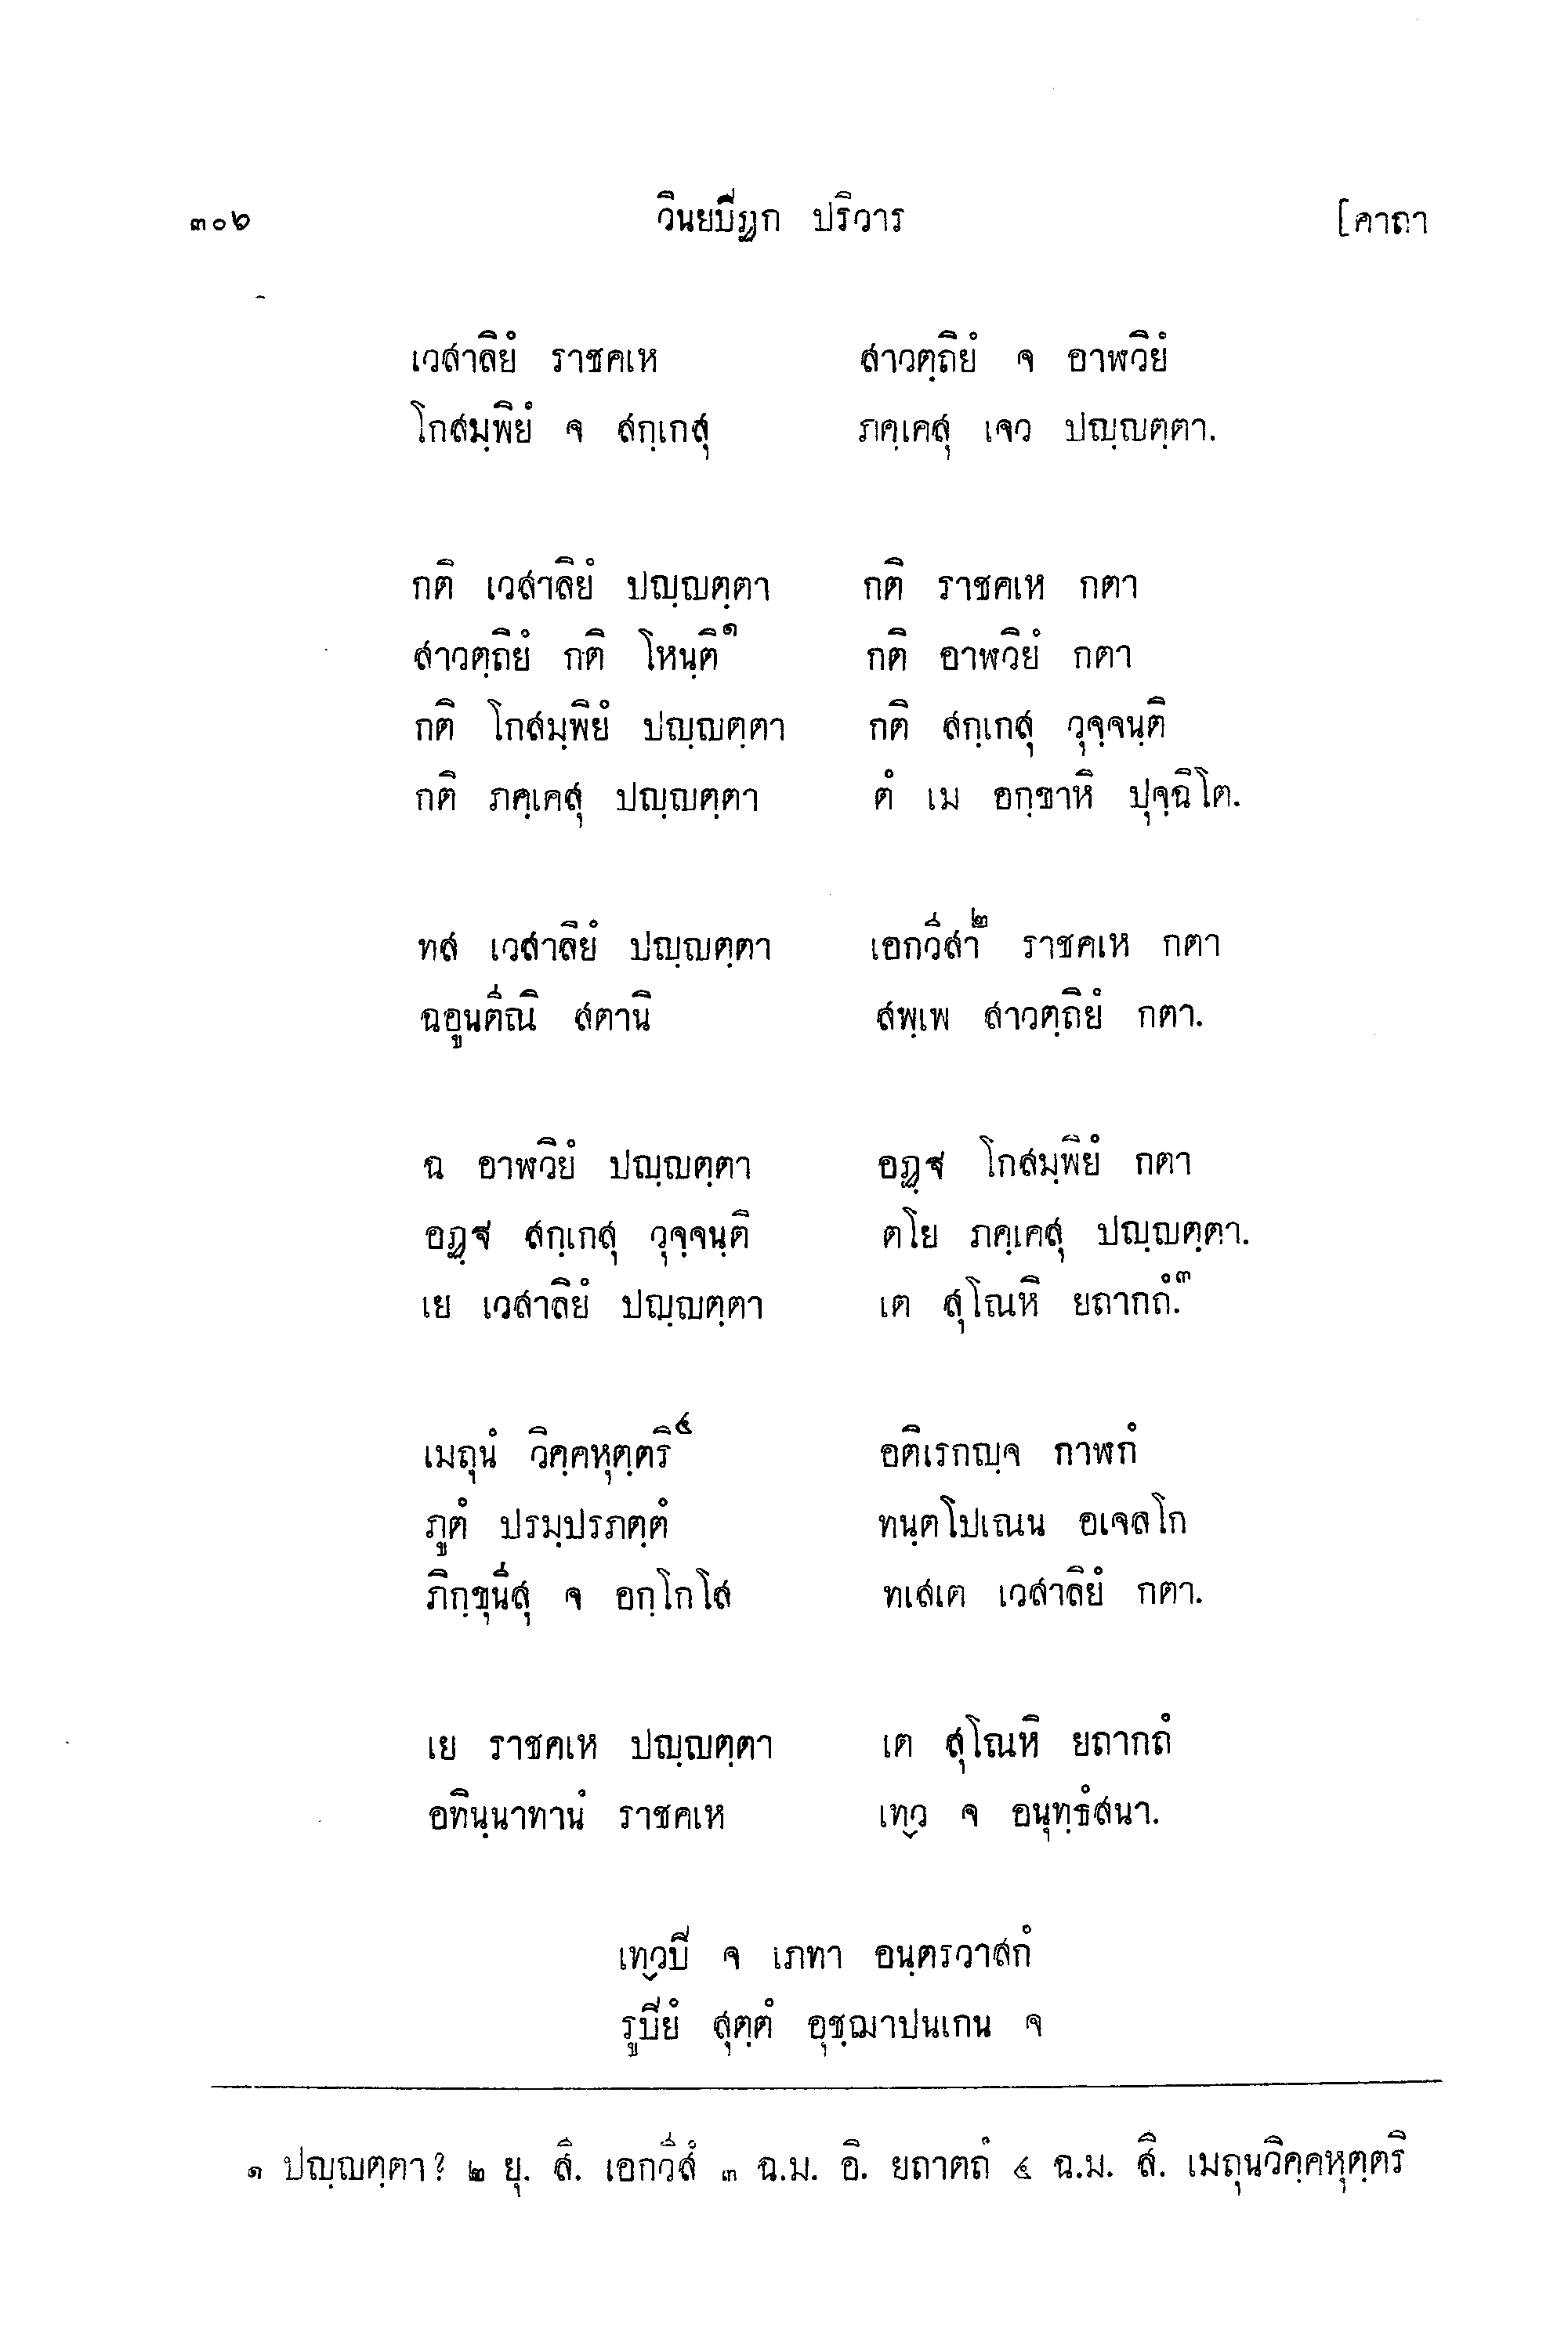 ๓๐๖ วินยปิฏก ปริวาร [คาถา
เวสาลิยํ ราชคเห สาวตฺถิยํ จ อาฬวิยํ
โกสมฺพิยํ จ สกฺเกสุ ภคฺเคสุ เจว ปญฺญตฺตา.
กติ เวสาลิยํ ปญฺญตฺตา กติ ราชคเห กตา
สาวตฺถิยํ กติ โหนฺติ๑ กติ อาฬวิยํ กตา
กติ โกสมฺพิยํ ปญฺญตฺตา กติ สกฺเกสุ วุจฺจนฺติ
กติ ภคฺเคสุ ปญฺญตฺตา ตํ เม อกฺขาหิ ปุจฺฉิโต.
ทส เวสาลิยํ ปญฺญตฺตา เอกวีสา๒ ราชคเห กตา
ฉอูนตีณิ สตานิ สพฺเพ สาวตฺถิยํ กตา.
ฉ อาฬวิยํ ปญฺญตฺตา อฏฺฐ โกสมฺพิยํ กตา
อฏฺฐ สกฺเกสุ วุจฺจนฺติ ตโย ภคฺเคสุ ปญฺญตฺตา.
เย เวสาลิยํ ปญฺญตฺตา เต สุโณหิ ยถากถํ.๓
เมถุนํ วิคฺคหุตฺตริ๔ อติเรกญฺจ กาฬกํ
ภูตํ ปรมฺปรภตฺตํ ทนฺตโปเณน อเจลโก
ภิกฺขุนีสุ จ อกฺโกโส ทเสเต เวสาลิยํ กตา.
เย ราชคเห ปญฺญตฺตา เต สุโณหิ ยถากถํ
อทินฺนาทานํ ราชคเห เทฺว จ อนุทฺธํสนา.
เทฺวปิ จ เภทา อนฺตรวาสกํ
รูปิยํ สุตฺตํ อุชฺฌาปนเกน จ
๑ ปญฺญตฺตา? ๒ ยุ. สี. เอกวีสํ ๓ ฉ.ม. อิ. ยถาตถํ ๔ ฉ.ม. สี. เมถุนวิคฺคหุตฺตริ